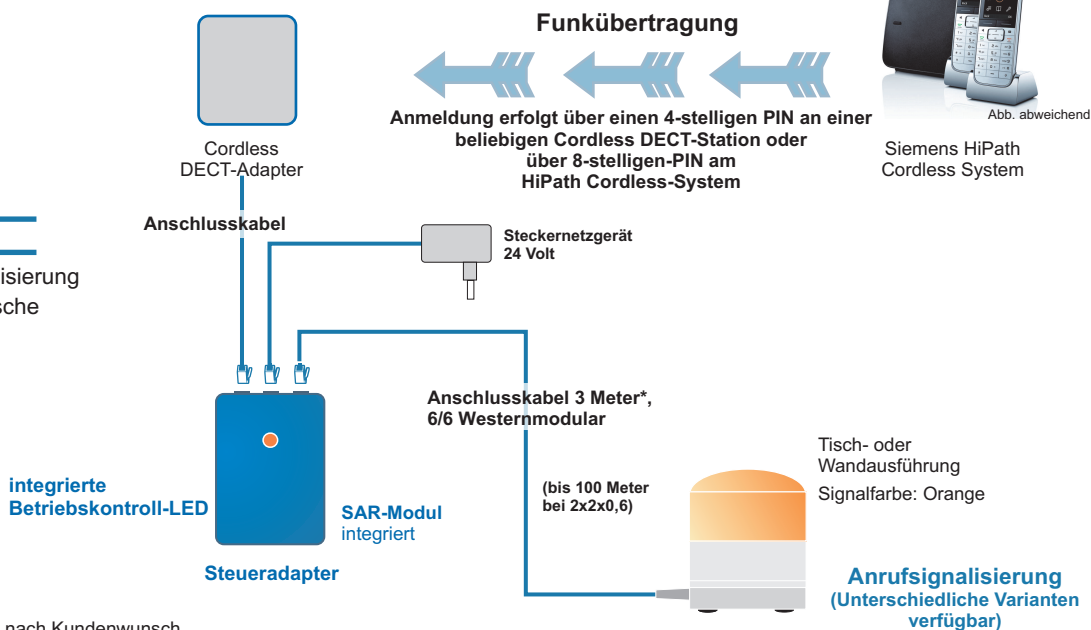 Funkübertragung
Abb. abweichend
Anmeldung erfolgt über einen 4-stelligen PIN an einer
beliebigen Cordless DECT-Station oder
über 8-stelligen-PIN am
HiPath Cordless-System
Siemens HiPath
Cordless System
Cordless
DECT-Adapter
Anschlusskabel
Steckernetzgerät
24 Volt
isierung
sche
Anschlusskabel 3 Meter*,
6/6 Westernmodular
(bis 100 Meter
bei 2x2x0,6)
Tisch- oder
Wandausführung
Signalfarbe: Orange
integrierte
Betriebskontroll-LED
SAR-Modul
integriert
Steueradapter
Anrufsignalisierung
(Unterschiedliche Varianten
verfügbar)
nach Kundenwunsch